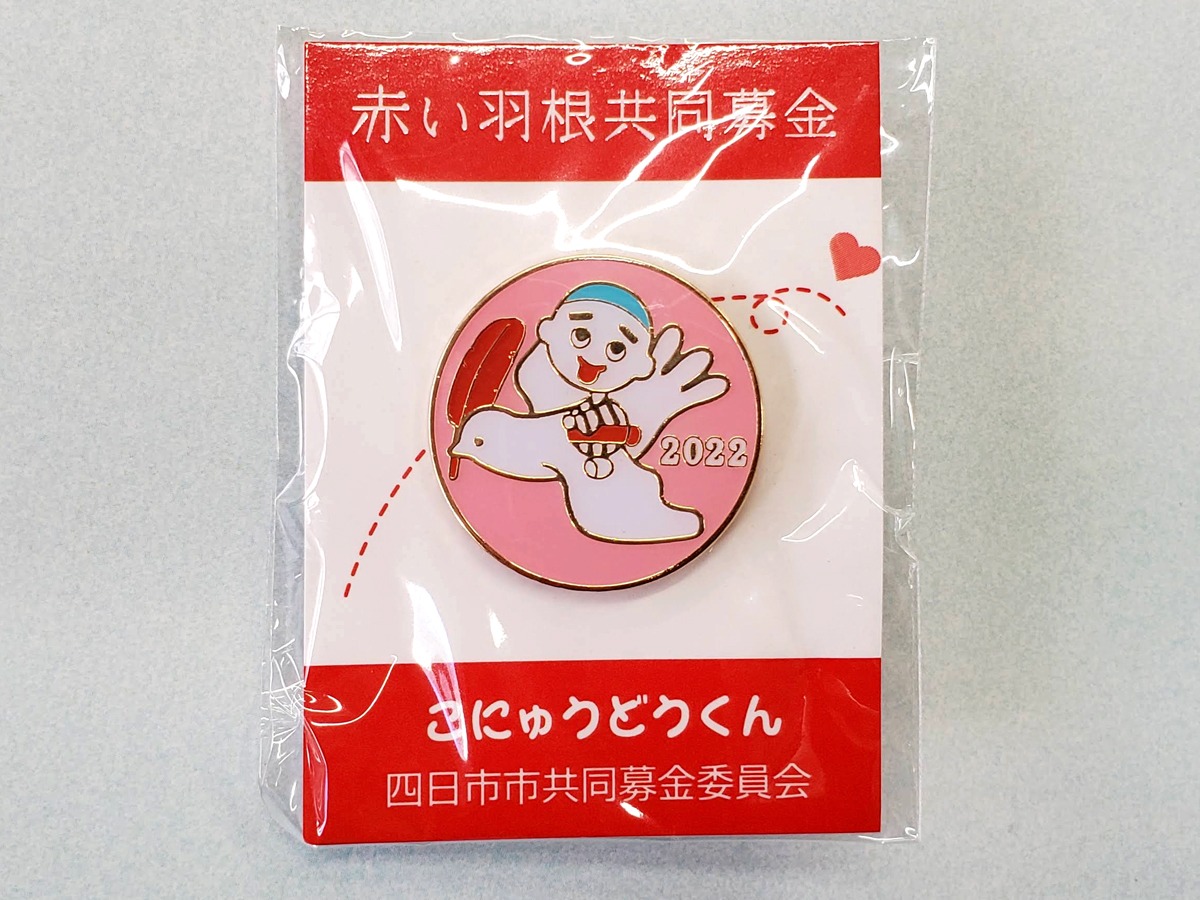 赤い羽根共同募金
2022
こにゅうどうくん
四日市市共同募金委員会